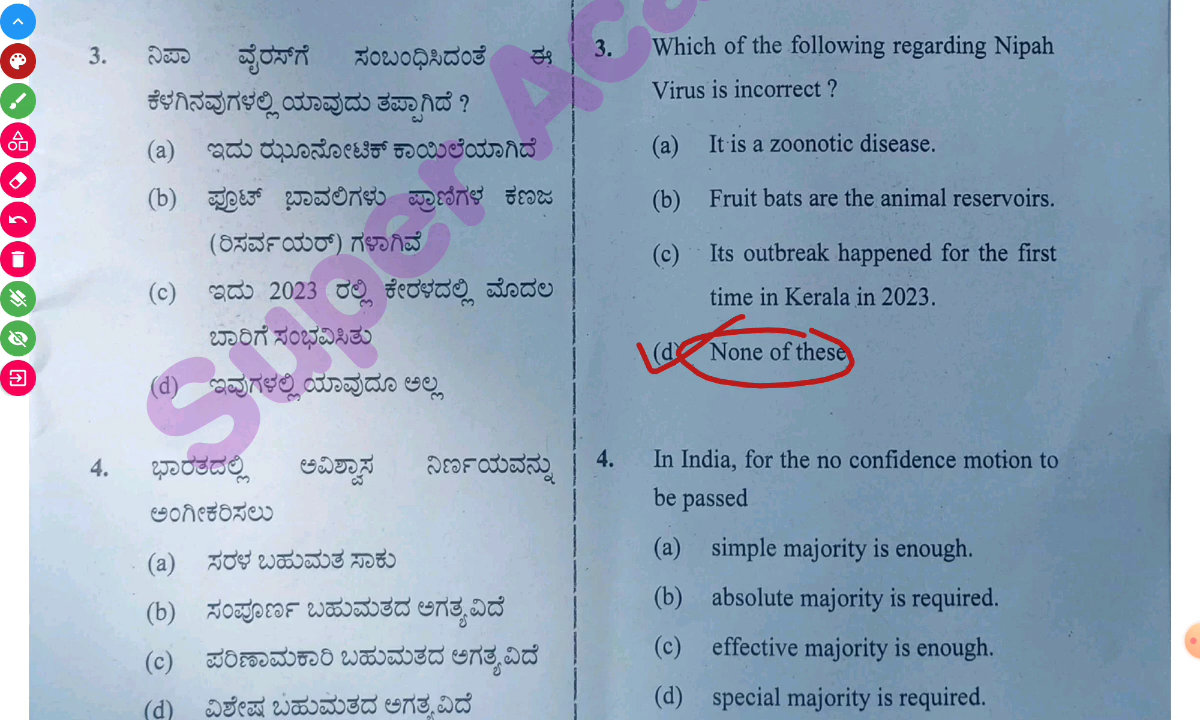 3. ನಿಪಾ ವೈರಸ್‌ಗೆ ಸಂಬಂಧಿಸಿದಂತೆ ಈ
ಕೆಳಗಿನವುಗಳಲ್ಲಿ ಯಾವುದು ತಪ್ಪಾಗಿದೆ ?
(a) ಇದು ಝೂನೋಟಿಕ್ ಕಾಯಿಲೆಯಾಗಿದೆ
(b) ಫ್ರೂಟ್ ಭಾವಲಿಗಳು ಪ್ರಾಣಿಗಳ ಕಣಜ
(ರಿಸರ್ವಯರ್) ಗಳಾಗಿವೆ
(c) ಇದು 2023 ರಲ್ಲಿ ಕೇರಳದಲ್ಲಿ ಮೊದಲ
ಬಾರಿಗೆ ಸಂಭವಿಸಿತು
(d) ಇವುಗಳಲ್ಲಿ ಯಾವುದೂ ಅಲ್ಲ
4. ಭಾರತದಲ್ಲಿ ಅವಿಶ್ವಾಸ ನಿರ್ಣಯವನ್ನು
ಅಂಗೀಕರಿಸಲು
(a) ಸರಳ ಬಹುಮತ ಸಾಕು
(b) ಸಂಪೂರ್ಣ ಬಹುಮತದ ಅಗತ್ಯವಿದೆ
(c) ಪರಿಣಾಮಕಾರಿ ಬಹುಮತದ ಅಗತ್ಯವಿದೆ
(d) ವಿಶೇಷ ಬಹುಮತದ ಅಗತ್ಯವಿದೆ
3. Which of the following regarding Nipah
Virus is incorrect ?
(a) It is a zoonotic disease.
(b) Fruit bats are the animal reservoirs.
(c) Its outbreak happened for the first
time in Kerala in 2023.
(d) None of these
4. In India, for the no confidence motion to
be passed
(a) simple majority is enough.
(b) absolute majority is required.
(c) effective majority is enough.
(d) special majority is required.
Super Aca